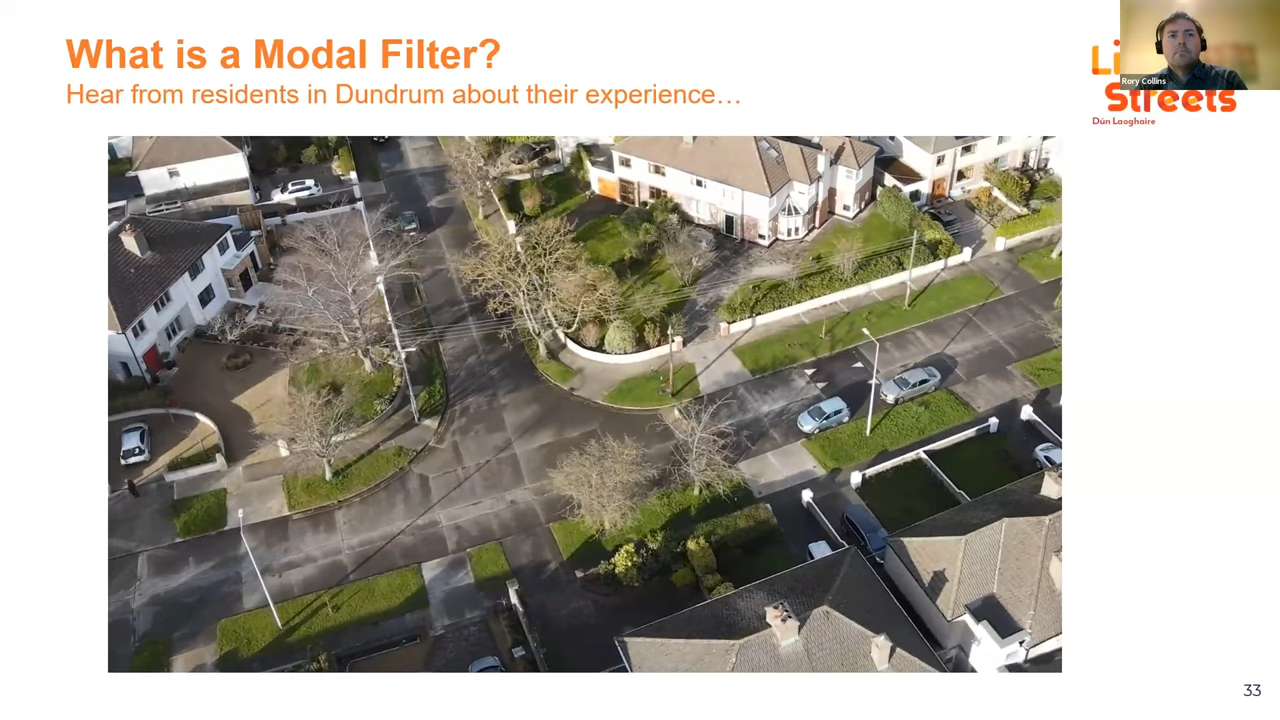 What is a Modal Filter?
Hear from residents in Dundrum about their experience…
Rory Collins
Streets
Dún Laoghaire
33